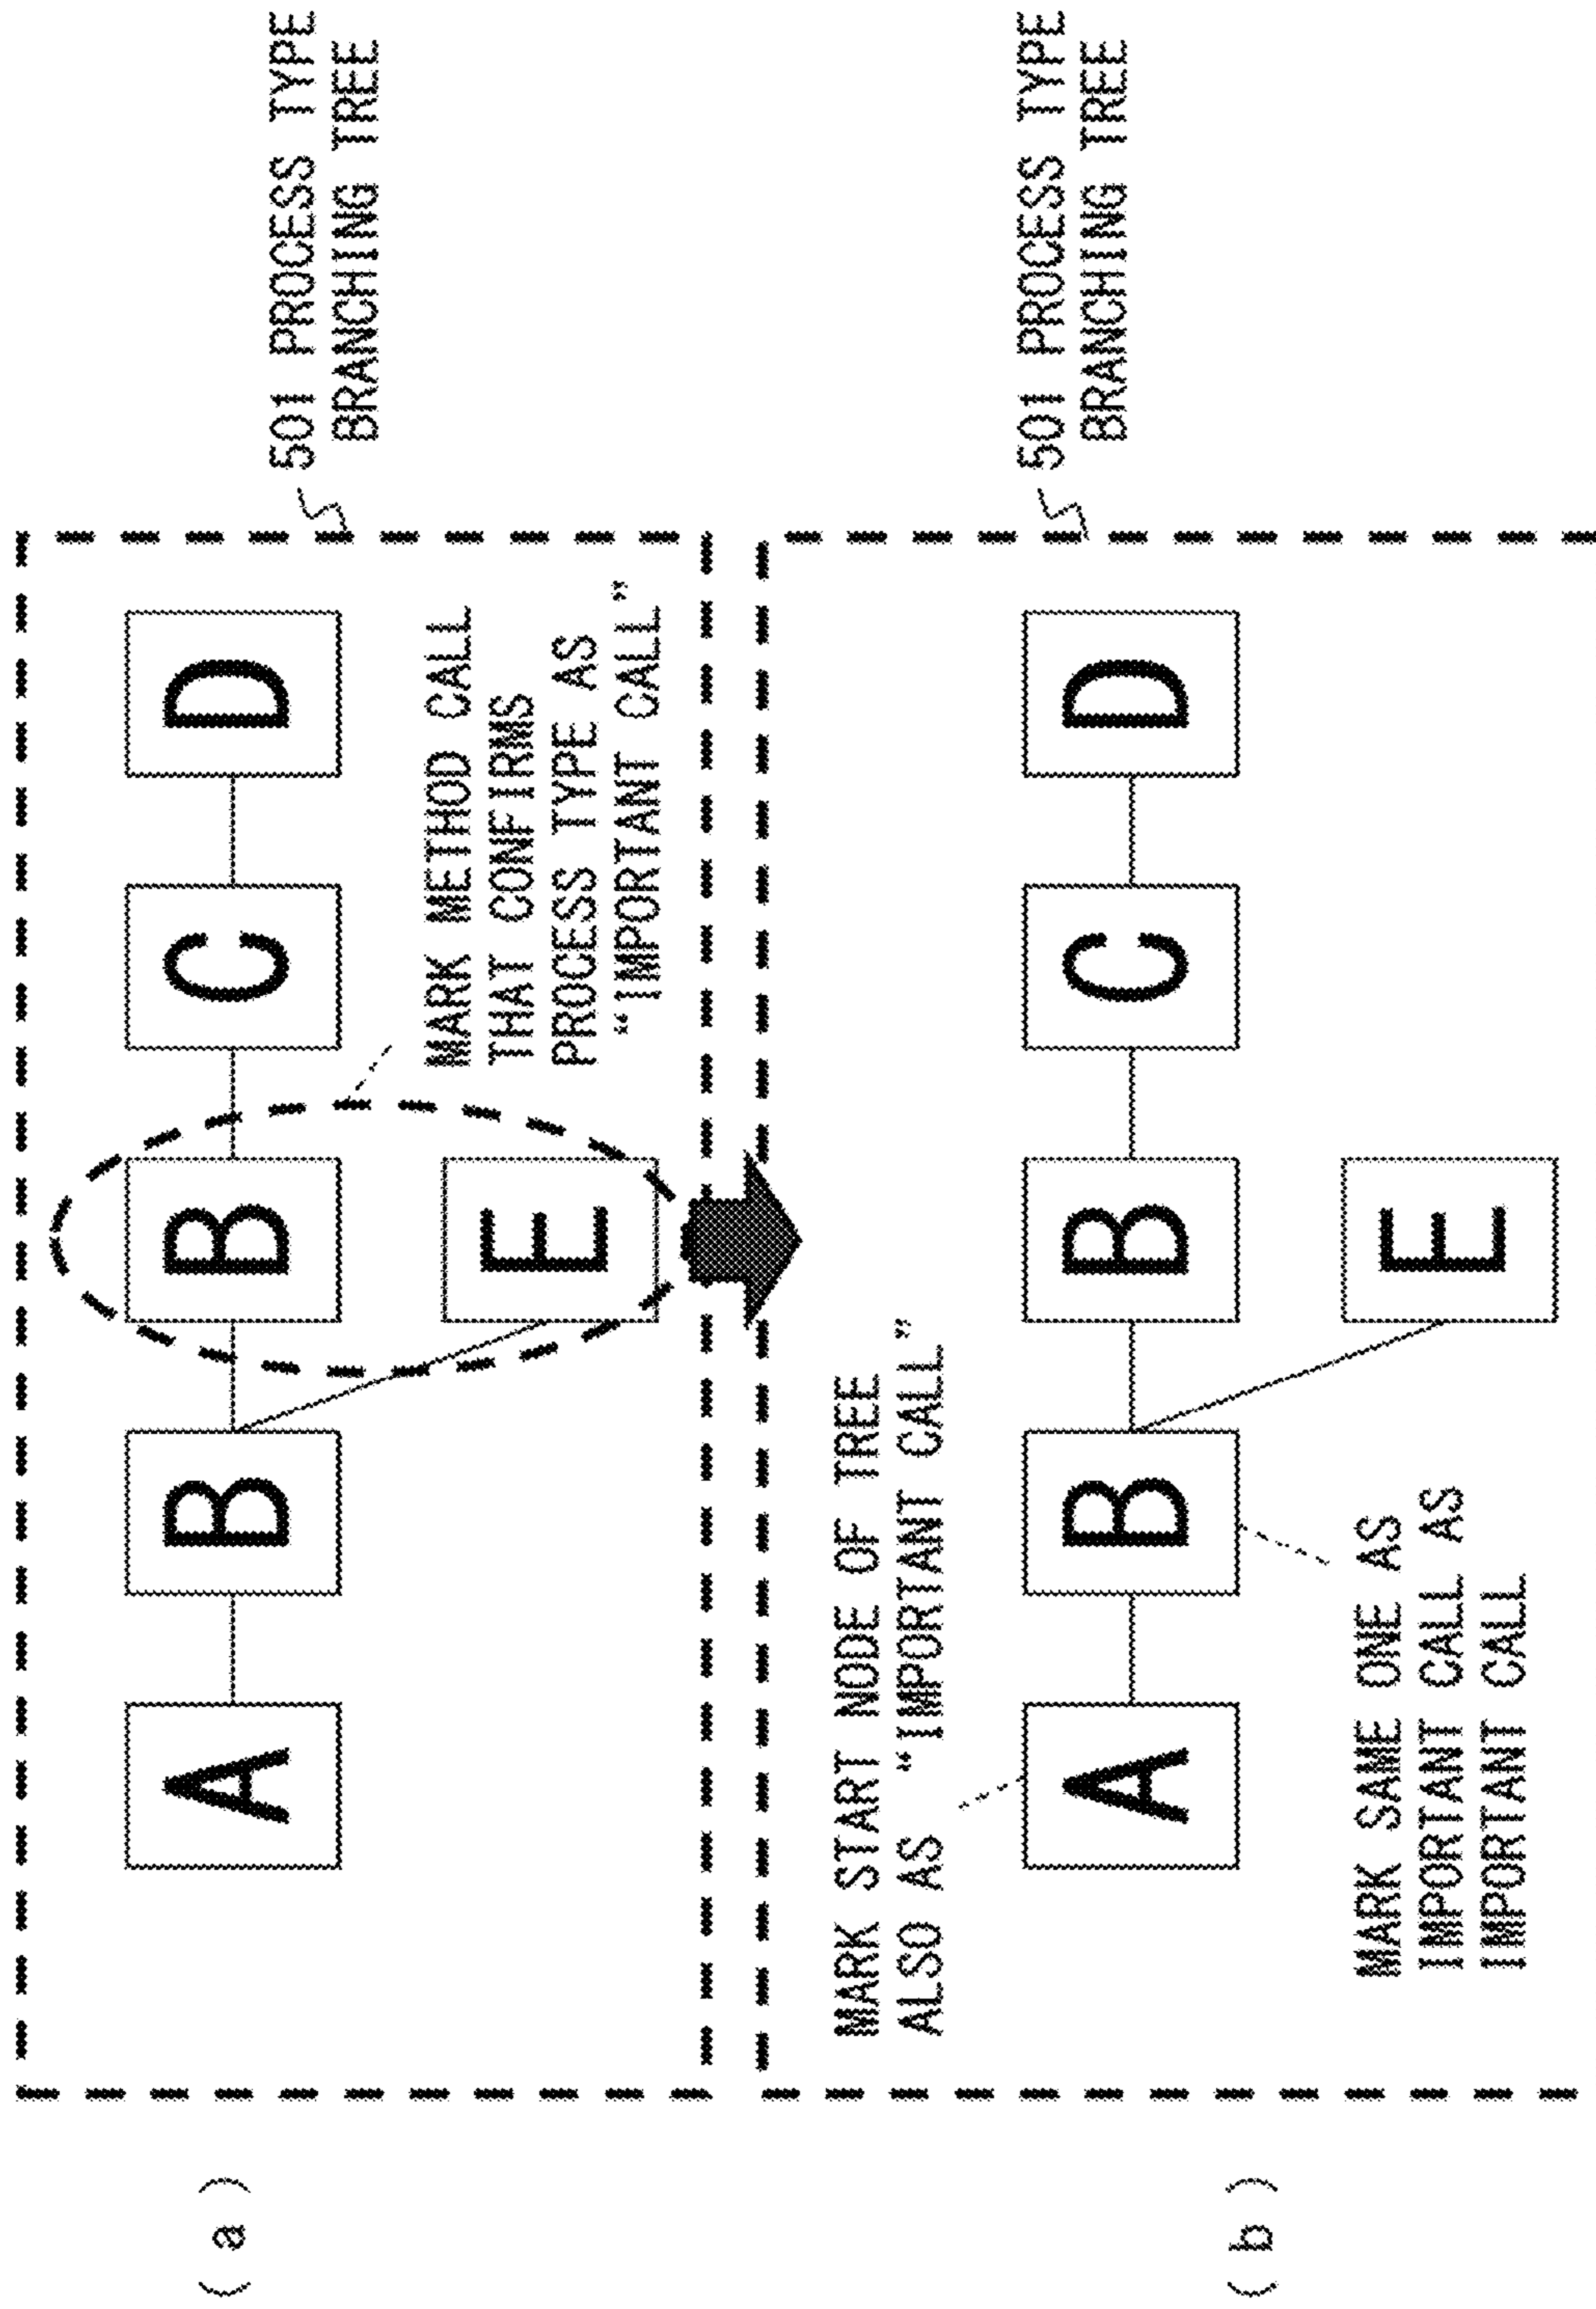 (a)
A
B
B
C
D
E
MARK METHOD CALL
THAT CONFIRMS
PROCESS TYPE AS
“IMPORTANT CALL”
501 PROCESS TYPE
BRANCHING TREE
(b)
MARK START NODE OF TREE
ALSO AS “IMPORTANT CALL”
A
B
B
C
D
E
MARK SAME ONE AS
IMPORTANT CALL AS
IMPORTANT CALL
501 PROCESS TYPE
BRANCHING TREE